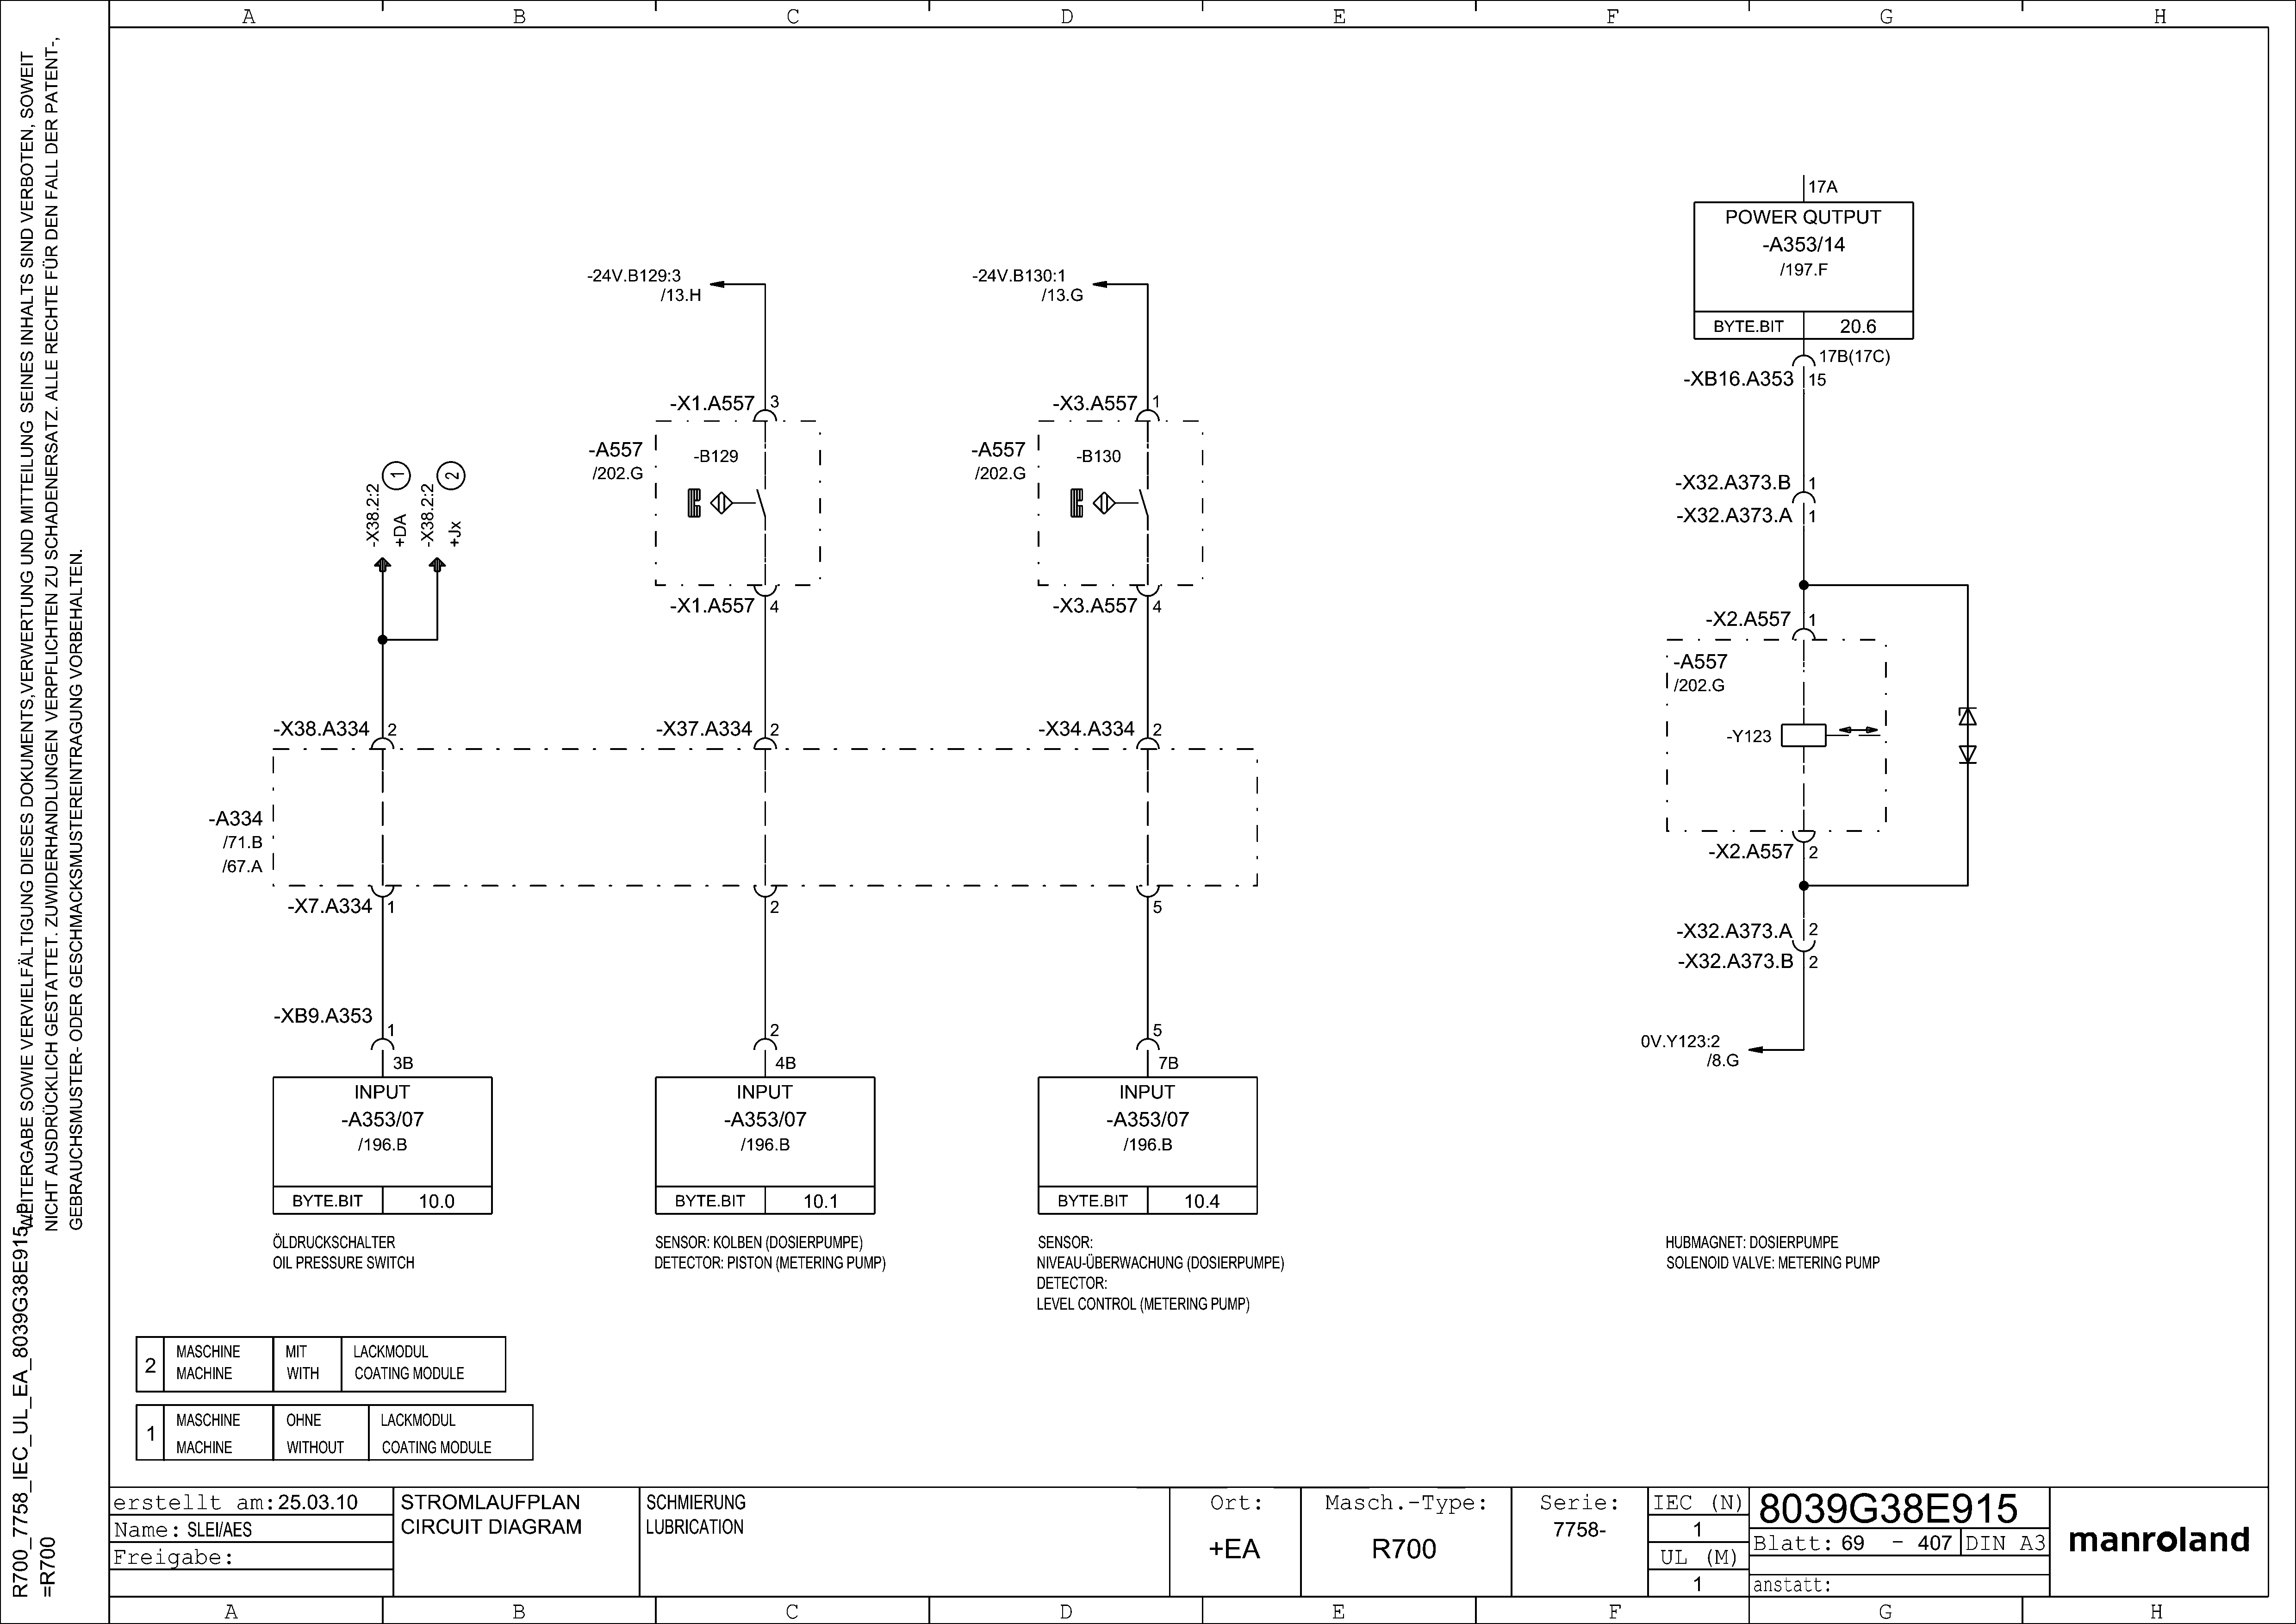 A B C D E F G H
WEITERGABE SOWIE VERVIELFÄLTIGUNG DIESES DOKUMENTS,VERWERTUNG UND MITTEILUNG SEINES INHALTS SIND VERBOTEN, SOWEIT
NICHT AUSDRÜCKLICH GESTATTET. ZUWIDERHANDLUNGEN VERPFLICHTEN ZU SCHADENERSATZ. ALLE RECHTE FÜR DEN FALL DER PATENT-,
GEBRAUCHSMUSTER- ODER GESCHMACKSMUSTEREINTRAGUNG VORBEHALTEN.
17A
POWER QUTPUT
-A353/14
/197.F
BYTE.BIT 20.6
17B(17C)
-XB16.A353 15
-24V.B129:3
/13.H
-24V.B130:1
/13.G
-X1.A557 3
-X3.A557 1
-A557
/202.G
-B129
-A557
/202.G
-B130
-X32.A373.B 1
-X32.A373.A 1
1
2
-X38.2:2
+DA
-X38.2:2
+Jx
-X1.A557 4
-X3.A557 4
-X2.A557 1
-A557
/202.G
-Y123
-X2.A557 2
-X38.A334 2
-X37.A334 2
-X34.A334 2
-A334
/71.B
/67.A
-X7.A334 1
2
5
-X32.A373.A 2
-X32.A373.B 2
0V.Y123:2
/8.G
-XB9.A353
1
2
5
3B
4B
7B
INPUT
-A353/07
/196.B
BYTE.BIT 10.0
INPUT
-A353/07
/196.B
BYTE.BIT 10.1
INPUT
-A353/07
/196.B
BYTE.BIT 10.4
ÖLDRUCKSCHALTER
OIL PRESSURE SWITCH
SENSOR: KOLBEN (DOSIERPUMPE)
DETECTOR: PISTON (METERING PUMP)
SENSOR:
NIVEAU-ÜBERWACHUNG (DOSIERPUMPE)
DETECTOR:
LEVEL CONTROL (METERING PUMP)
HUBMAGNET: DOSIERPUMPE
SOLENOID VALVE: METERING PUMP
2 MASCHINE MIT LACKMODUL
MACHINE WITH COATING MODULE
1 MASCHINE OHNE LACKMODUL
MACHINE WITHOUT COATING MODULE
=R700
erstellt am: 25.03.10
Name: SLEI/AES
Freigabe:
STROMLAUFPLAN
CIRCUIT DIAGRAM
SCHMIERUNG
LUBRICATION
Ort:
+EA
Masch.-Type:
R700
Serie:
7758-
IEC (N)
1
UL (M)
1
8039G38E915
Blatt: 69 - 407 DIN A3
anstatt:
manroland
A B C D E F G H